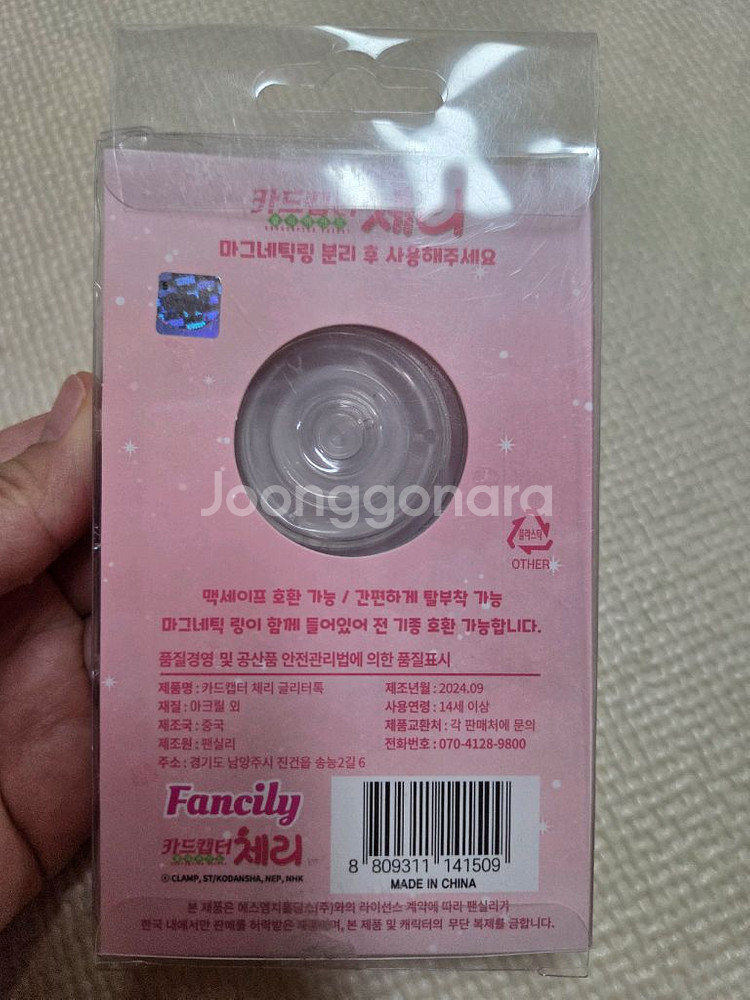 카드캡터 체리
마그네틱링 분리 후 사용해주세요
Joonggonara
플라스틱
OTHER
맥세이프 호환 가능 / 간편하게 탈부착 가능
마그네틱 링이 함께 들어있어 전 기종 호환 가능합니다.
품질경영 및 공산품 안전관리법에 의한 품질표시
제품명 : 카드캡터 체리 글리터톡
제조년월 : 2024.09
재질 : 아크릴 외
사용연령 : 14세 이상
제조국 : 중국
제품교환처 : 각 판매처에 문의
제조원 : 팬실리
전화번호 : 070-4128-9800
주소 : 경기도 남양주시 진건읍 송능2길 6
Fancily
카드캡터 체리
ⓒ CLAMP, ST/KODANSHA, NEP, NHK
8 809311 141509
MADE IN CHINA
본 제품은 에스엠지홀딩스(주)와의 라이선스 계약에 따라 팬실리가
한국 내에서만 판매를 허락받은 제품이며, 본 제품 및 캐릭터의 무단 복제를 금합니다.